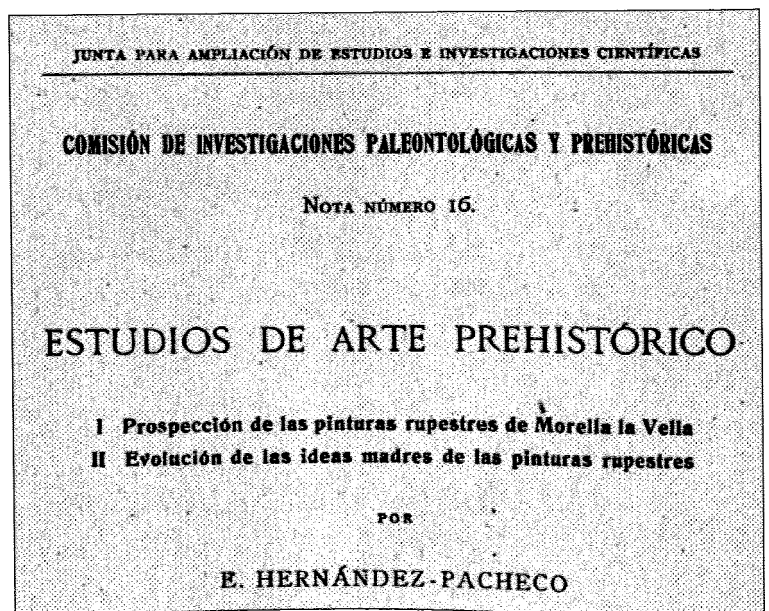 JUNTA PARA AMPLIACIÓN DE ESTUDIOS E INVESTIGACIONES CIENTÍFICAS
COMISIÓN DE INVESTIGACIONES PALEONTOLÓGICAS Y PREHISTÓRICAS
NOTA NÚMERO 16.
ESTUDIOS DE ARTE PREHISTÓRICO
I Prospección de las pinturas rupestres de Morella la Vella
II Evolución de las ideas madres de las pinturas rupestres
POR
E. HERNÁNDEZ-PACHECO